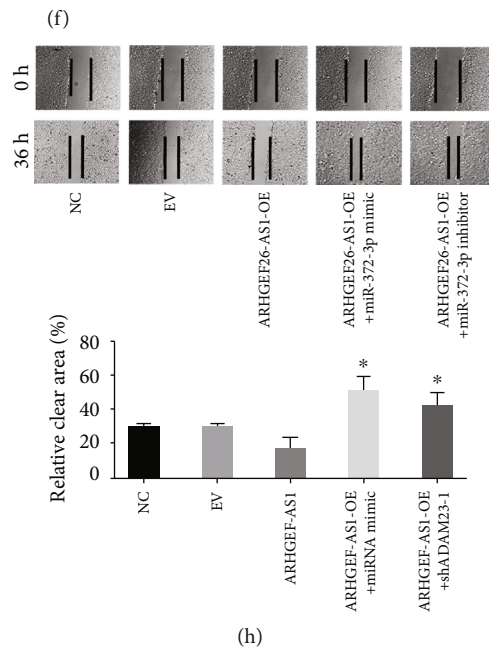 (f)
0 h
36 h
NC
EV
ARHGEF26-AS1-OE
ARHGEF26-AS1-OE
+miR-372-3p mimic
ARHGEF26-AS1-OE
+miR-372-3p inhibitor
Relative clear area (%)
80
60
40
20
0
*
*
NC
EV
ARHGEF-AS1
ARHGEF-AS1-OE
+miRNA mimic
ARHGEF-AS1-OE
+shADAM23-1
(h)